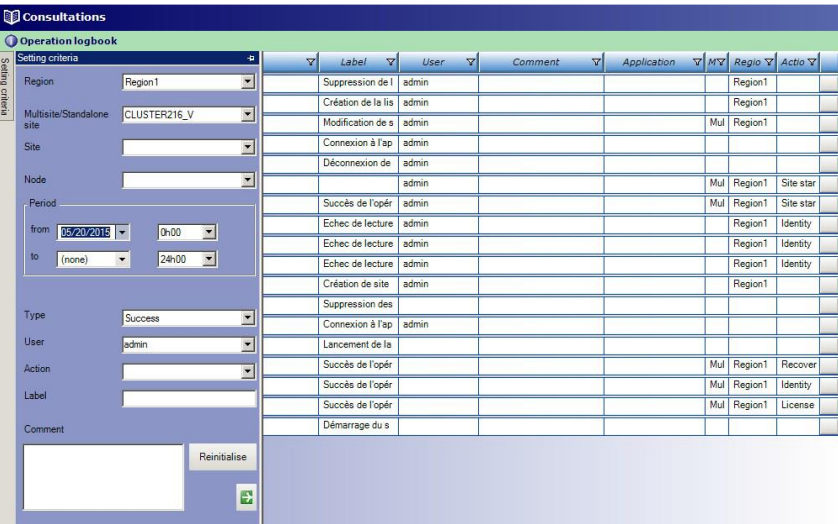 Consultations
Operation logbook
Setting criteria
Setting criteria
Region Region1
Multisite/Standalone site CLUSTER216_V
Site
Node
Period
from 05/20/2015 0h00
to (none) 24h00
Type Success
User admin
Action
Label
Comment
Reinitialise
Label User Comment Application M Regio Actio
Suppression de l admin Region1
Création de la lis admin Region1
Modification de s admin Mul Region1
Connexion à l'ap admin
Déconnexion de admin
admin Mul Region1 Site star
Succès de l'opér admin Mul Region1 Site star
Echec de lecture admin Region1 Identity
Echec de lecture admin Region1 Identity
Echec de lecture admin Region1 Identity
Création de site admin Region1
Suppression des
Connexion à l'ap admin
Lancement de la
Succès de l'opér Mul Region1 Recover
Succès de l'opér Mul Region1 Identity
Succès de l'opér Mul Region1 License
Démarrage du s